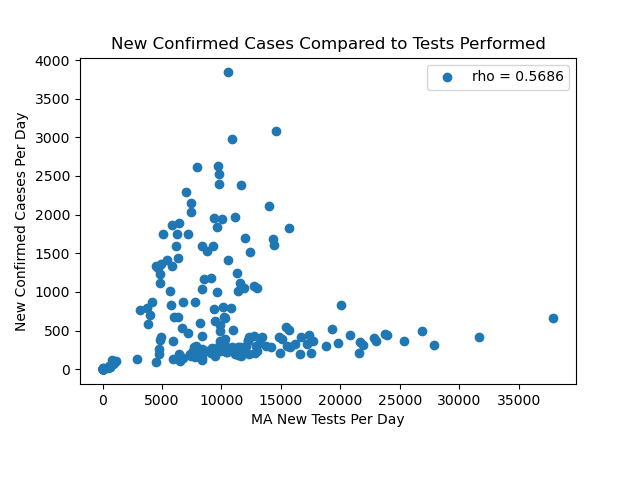 New Confirmed Cases Compared to Tests Performed
rho = 0.5686
New Confirmed Caeses Per Day
4000
3500
3000
2500
2000
1500
1000
500
0
0 5000 10000 15000 20000 25000 30000 35000
MA New Tests Per Day